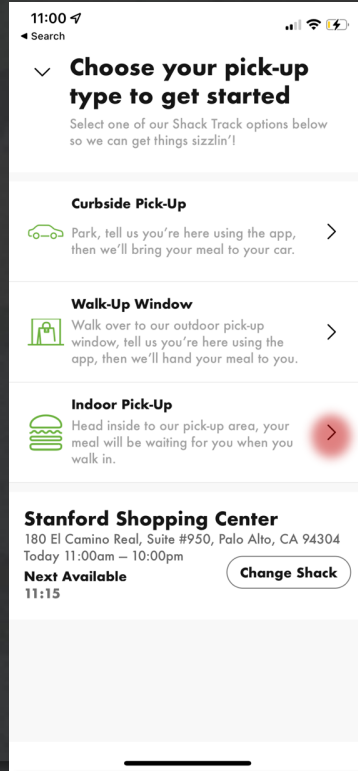 11:00
Search
Choose your pick-up
type to get started
Select one of our Shack Track options below
so we can get things sizzlin'!
Curbside Pick-Up
Park, tell us you're here using the app,
then we'll bring your meal to your car.
Walk-Up Window
Walk over to our outdoor pick-up
window, tell us you're here using the
app, then we'll hand your meal to you.
Indoor Pick-Up
Head inside to our pick-up area, your
meal will be waiting for you when you
walk in.
Stanford Shopping Center
180 El Camino Real, Suite #950, Palo Alto, CA 94304
Today 11:00am – 10:00pm
Next Available
11:15
Change Shack